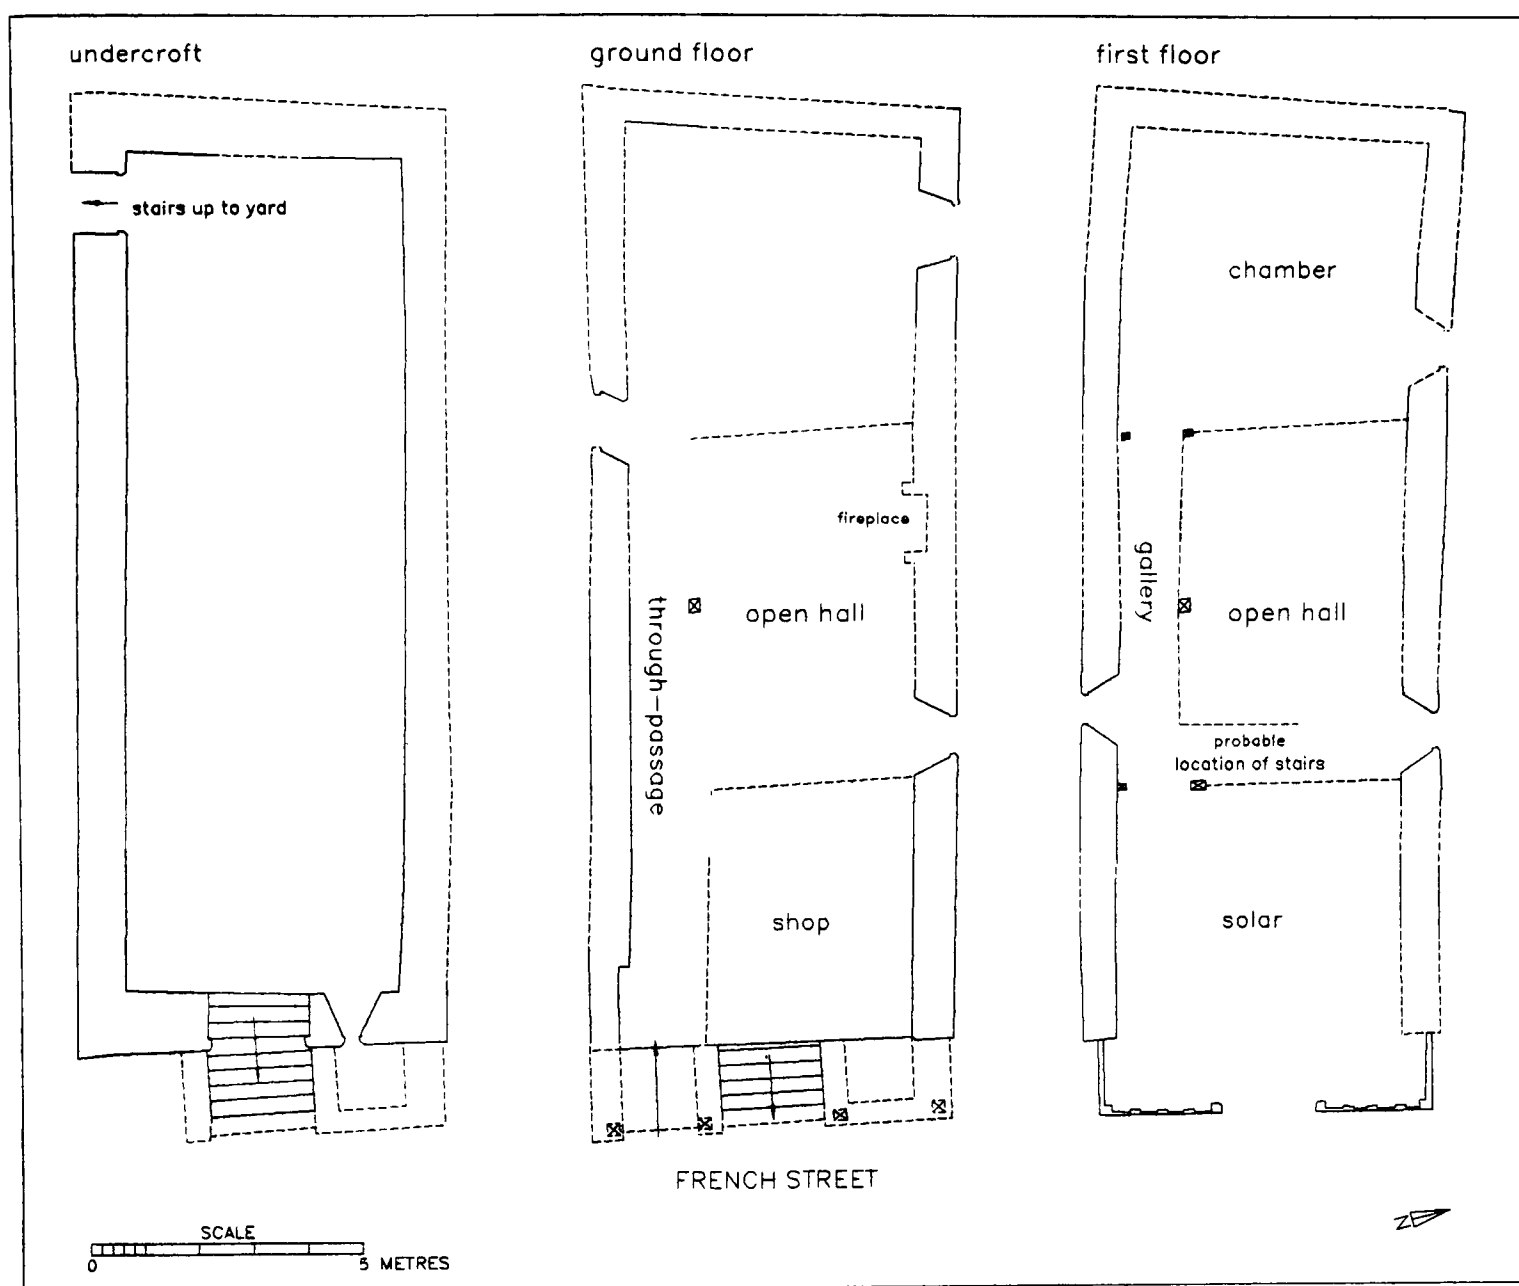 undercroft
ground floor
first floor
stairs up to yard
chamber
fireplace
gallery
through-passage
open hall
open hall
probable
location of stairs
shop
solar
FRENCH STREET
SCALE
0 5 METRES
N